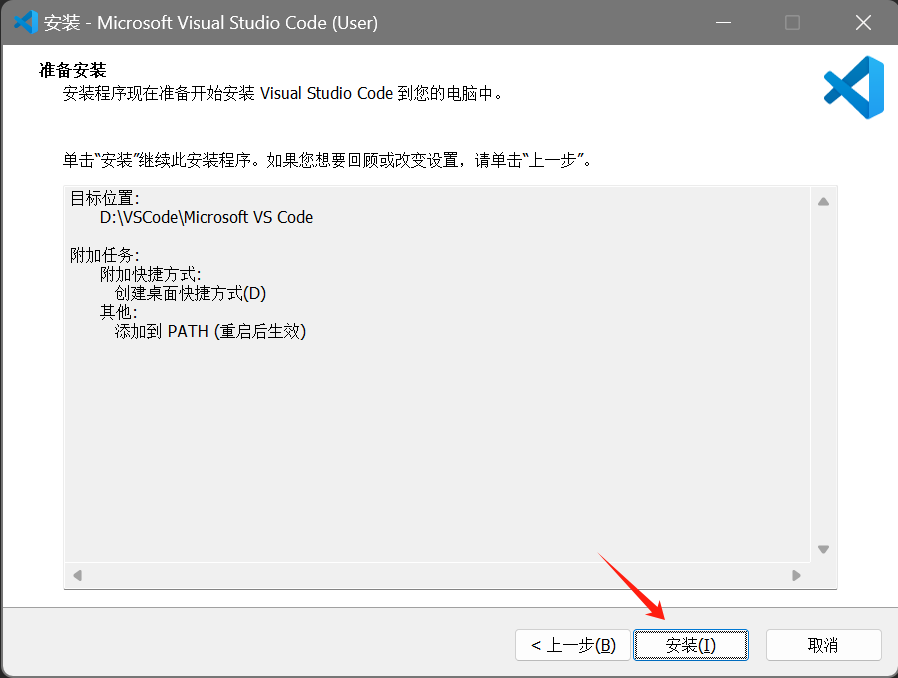 安装 - Microsoft Visual Studio Code (User)
准备安装
安装程序现在准备开始安装 Visual Studio Code 到您的电脑中。
单击“安装”继续此安装程序。如果您想要回顾或改变设置，请单击“上一步”。
目标位置:
D:\VSCode\Microsoft VS Code
附加任务:
附加快捷方式:
创建桌面快捷方式(D)
其他:
添加到 PATH (重启后生效)
< 上一步(B)
安装(I)
取消